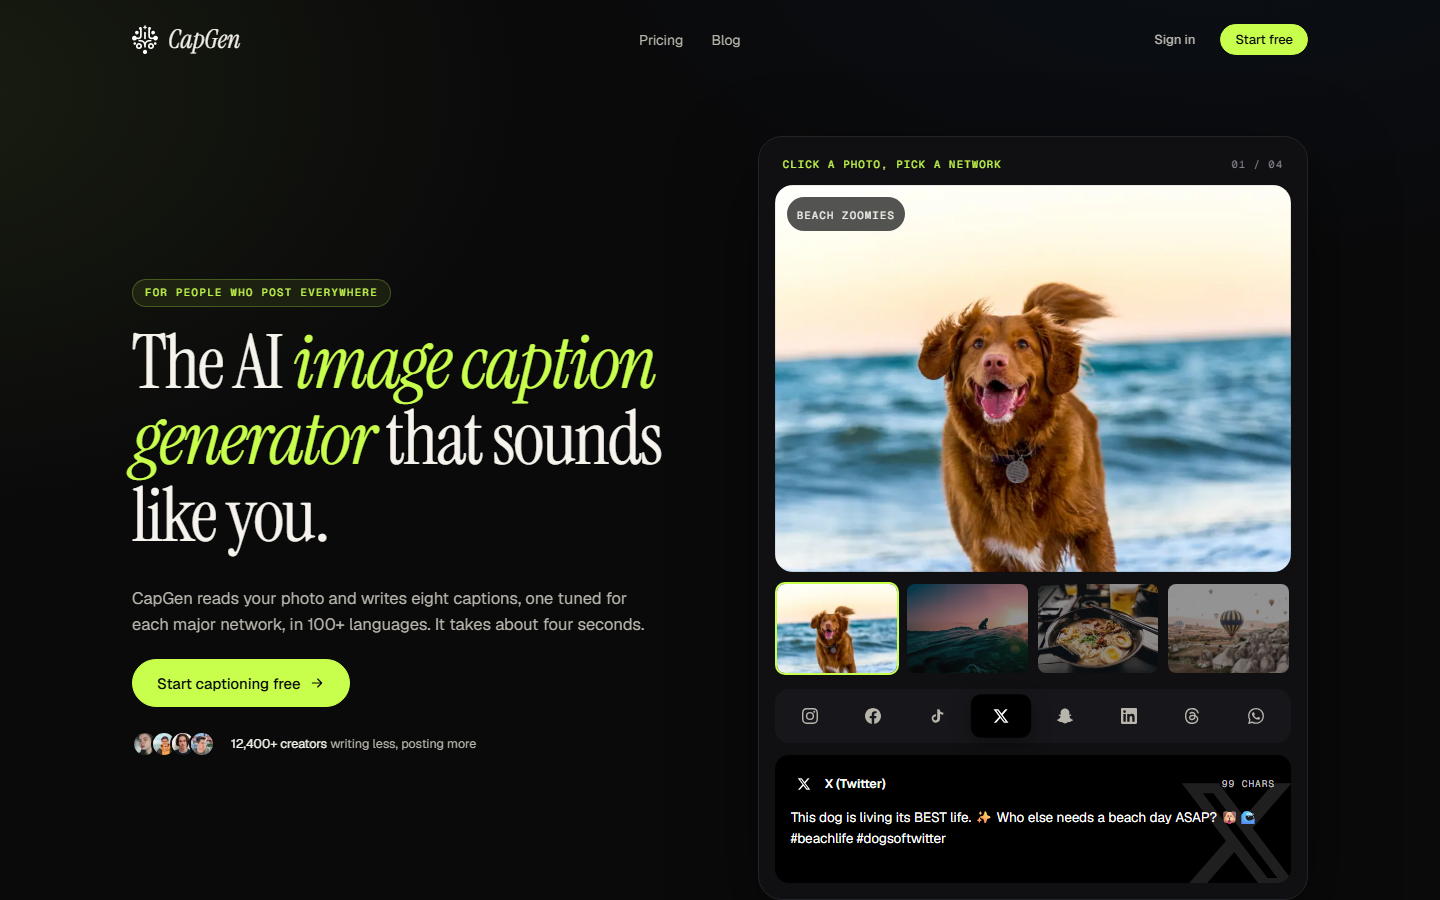 CapGen
Pricing
Blog
Sign in
Start free
FOR PEOPLE WHO POST EVERYWHERE
The AI image caption
generator that sounds
like you.
CapGen reads your photo and writes eight captions, one tuned for
each major network, in 100+ languages. It takes about four seconds.
Start captioning free →
12,400+ creators writing less, posting more
CLICK A PHOTO, PICK A NETWORK
01 / 04
BEACH ZOOMIES
X (Twitter)
99 CHARS
This dog is living its BEST life. ✨ Who else needs a beach day ASAP? 🐶🌊
#beachlife #dogsoftwitter